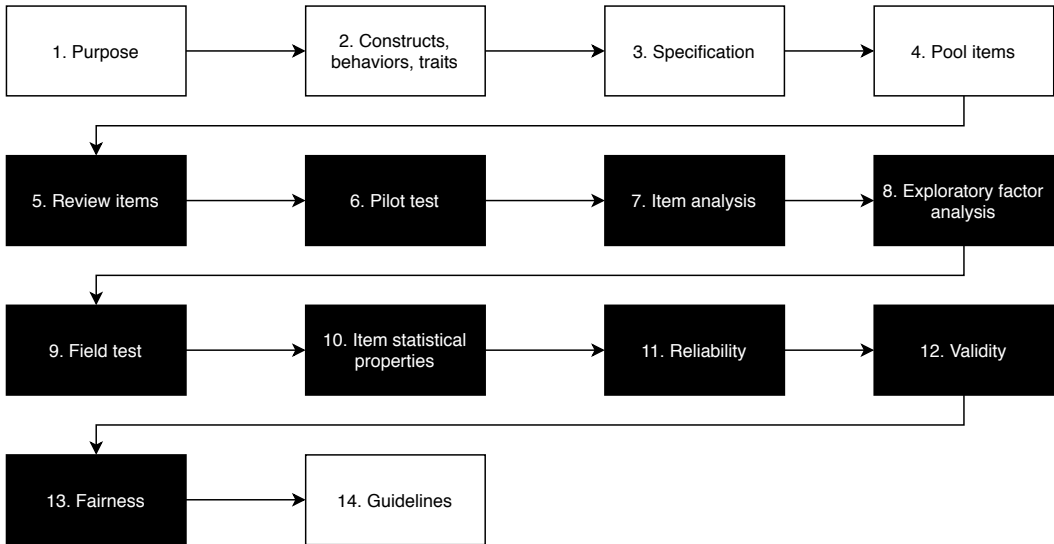 1. Purpose
2. Constructs,
behaviors, traits
3. Specification
4. Pool items
5. Review items
6. Pilot test
7. Item analysis
8. Exploratory factor
analysis
9. Field test
10. Item statistical
properties
11. Reliability
12. Validity
13. Fairness
14. Guidelines